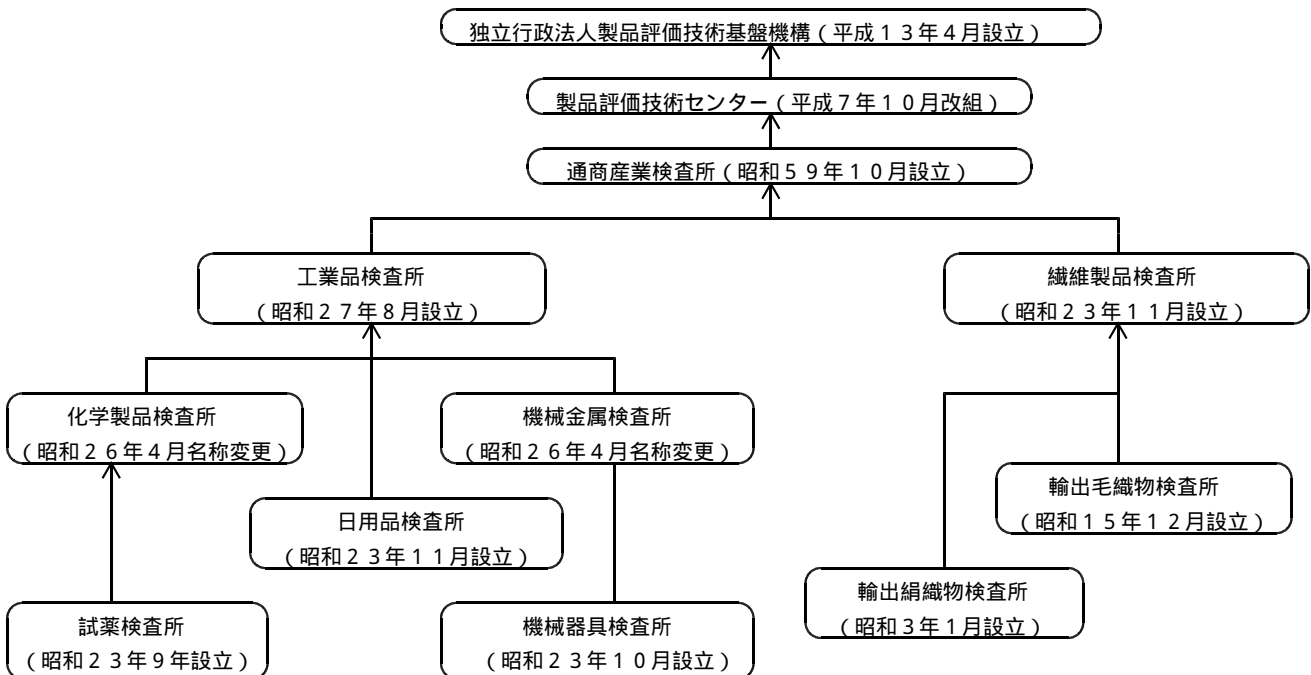 独立行政法人製品評価技術基盤機構（平成１３年４月設立）
製品評価技術センター（平成７年１０月改組）
通商産業検査所（昭和５９年１０月設立）
工業品検査所
（昭和２７年８月設立）
繊維製品検査所
（昭和２３年１１月設立）
化学製品検査所
（昭和２６年４月名称変更）
機械金属検査所
（昭和２６年４月名称変更）
日用品検査所
（昭和２３年１１月設立）
輸出毛織物検査所
（昭和１５年１２月設立）
輸出絹織物検査所
（昭和３年１月設立）
試薬検査所
（昭和２３年９年設立）
機械器具検査所
（昭和２３年１０月設立）